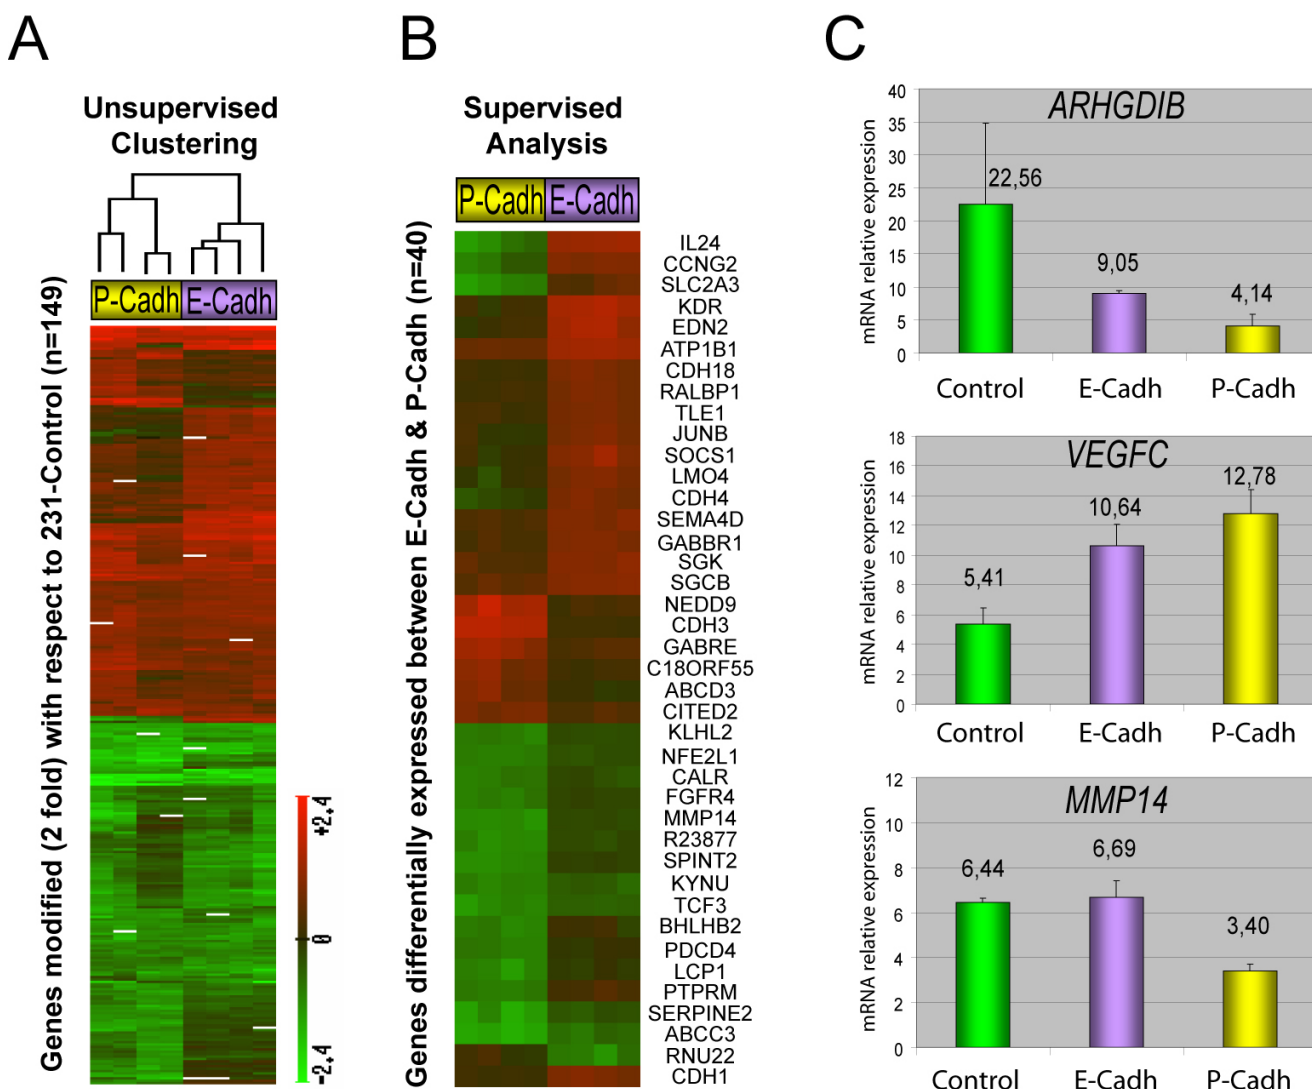 A
Unsupervised
Clustering
P-Cadh E-Cadh
Genes modified (2 fold) with respect to 231-Control (n=149)
+2.4
0
-2.4
B
Supervised
Analysis
P-Cadh E-Cadh
Genes differentially expressed between E-Cadh & P-Cadh (n=40)
IL24
CCNG2
SLC2A3
KDR
EDN2
ATP1B1
CDH18
RALBP1
TLE1
JUNB
SOCS1
LMO4
CDH4
SEMA4D
GABBR1
SGK
SGCB
NEDD9
CDH3
GABRE
C18ORF55
ABCD3
CITED2
KLHL2
NFE2L1
CALR
FGFR4
MMP14
R23877
SPINT2
KYNU
TCF3
BHLHB2
PDCD4
LCP1
PTPRM
SERPINE2
ABCC3
RNU22
CDH1
C
ARHGDIB
mRNA relative expression
40
35
30
25
20
15
10
5
0
22,56
9,05
4,14
Control E-Cadh P-Cadh
VEGFC
mRNA relative expression
18
16
14
12
10
8
6
4
2
0
5,41
10,64
12,78
Control E-Cadh P-Cadh
MMP14
mRNA relative expression
12
10
8
6
4
2
0
6,44
6,69
3,40
Control E-Cadh P-Cadh